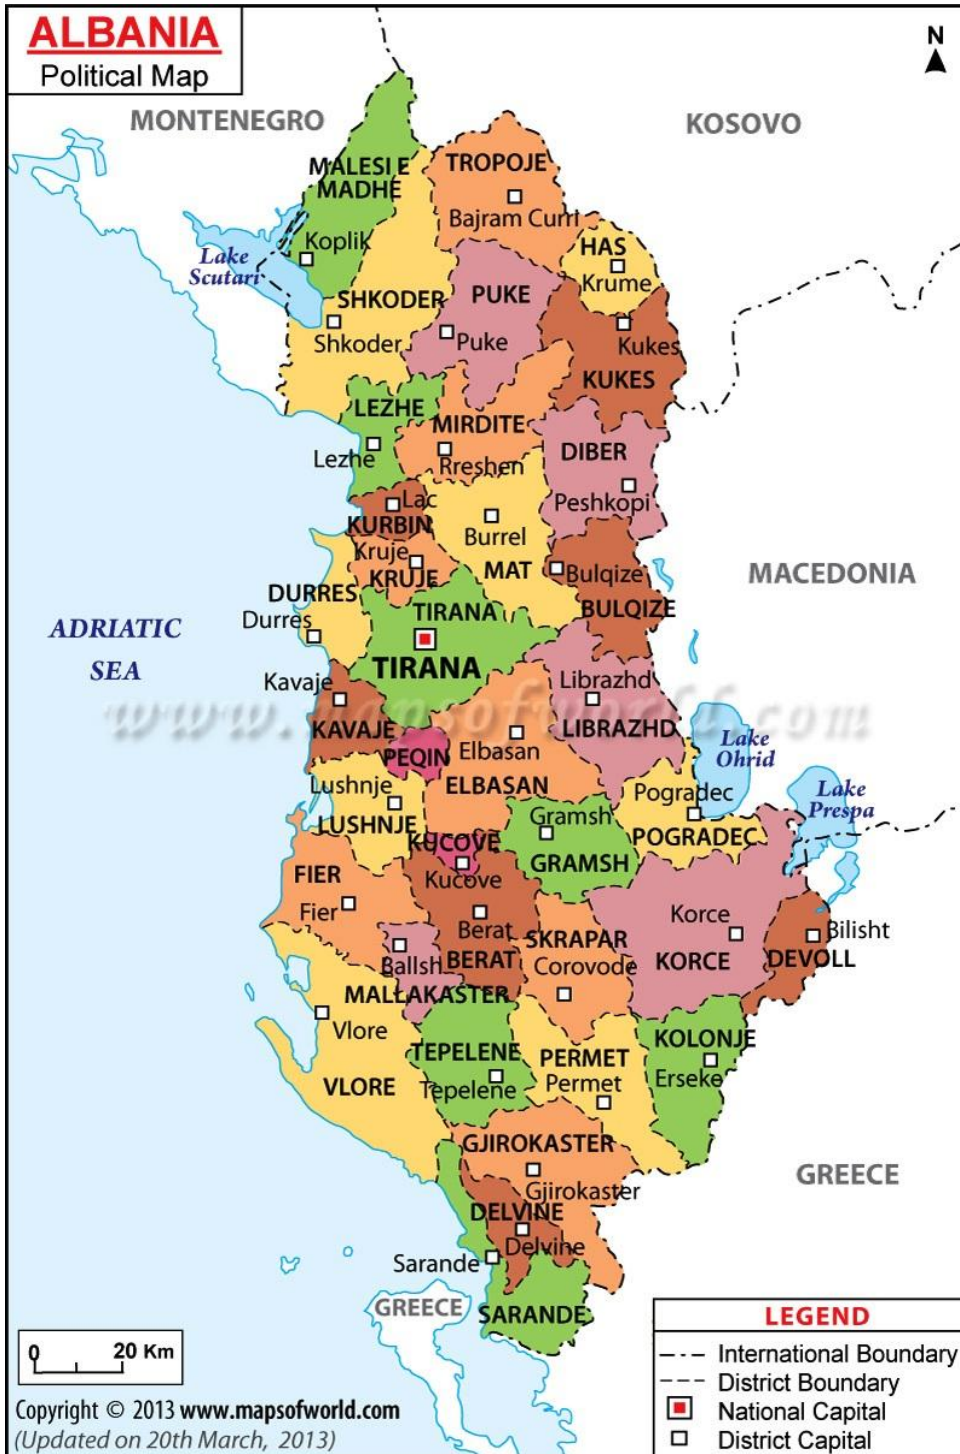 ALBANIA
Political Map
N
MONTENEGRO
KOSOVO
MALESI E
MADHE
TROPOJE
Bajram Curri
Koplik
Lake
Scutari
HAS
Krume
SHKODER
Shkoder
PUKE
Puke
Kukes
KUKES
LEZHE
Lezhe
MIRDITE
Rreshen
DIBER
Peshkopi
Lac
KURBIN
Burrel
MAT
Kruje
KRUJE
Bulqize
BULQIZE
MACEDONIA
DURRES
Durres
TIRANA
TIRANA
ADRIATIC
SEA
Kavaje
KAVAJE
Librazhd
LIBRAZHD
www.mapsofworld.com
PEQIN
Elbasan
ELBASAN
Lake
Ohrid
Lake
Prespa
Lushnje
LUSHNJE
Pogradec
POGRADEC
Gramsh
GRAMSH
KUCOVE
Kucove
FIER
Fier
Berat
BERAT
SKRAPAR
Corovode
Korce
KORCE
Bilisht
DEVOLL
Ballsh
MALLAKASTER
Vlore
VLORE
TEPELENE
Tepelene
PERMET
Permet
KOLONJE
Erseke
GJIROKASTER
Gjirokaster
GREECE
DELVINE
Delvine
Sarande
SARANDE
GREECE
LEGEND
International Boundary
District Boundary
National Capital
District Capital
0 20 Km
Copyright © 2013 www.mapsofworld.com
(Updated on 20th March, 2013)